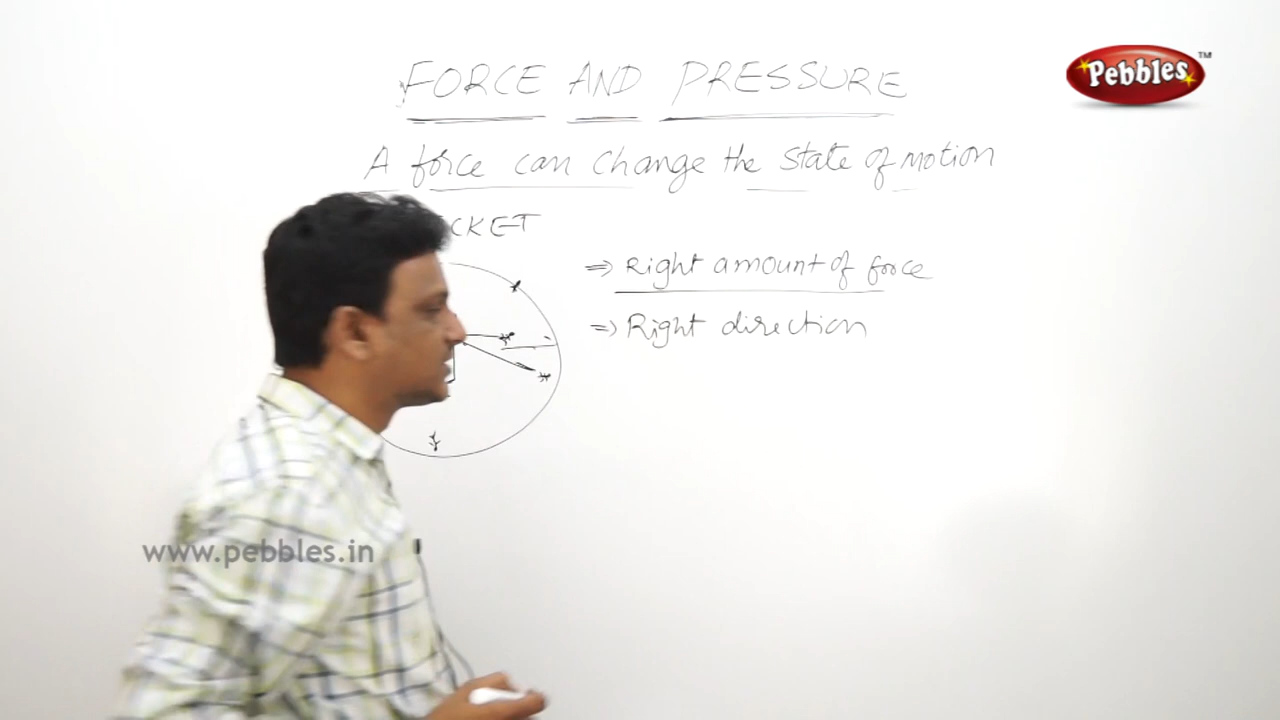 FORCE AND PRESSURE
Pebbles™
A force can change the state of motion
CKET
⇒ Right amount of force
⇒ Right direction
www.pebbles.in